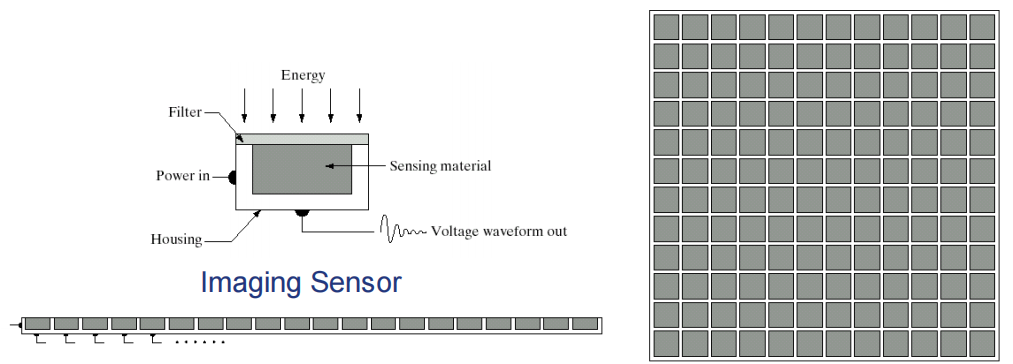 Energy
Filter
Sensing material
Power in
Housing
Voltage waveform out
Imaging Sensor